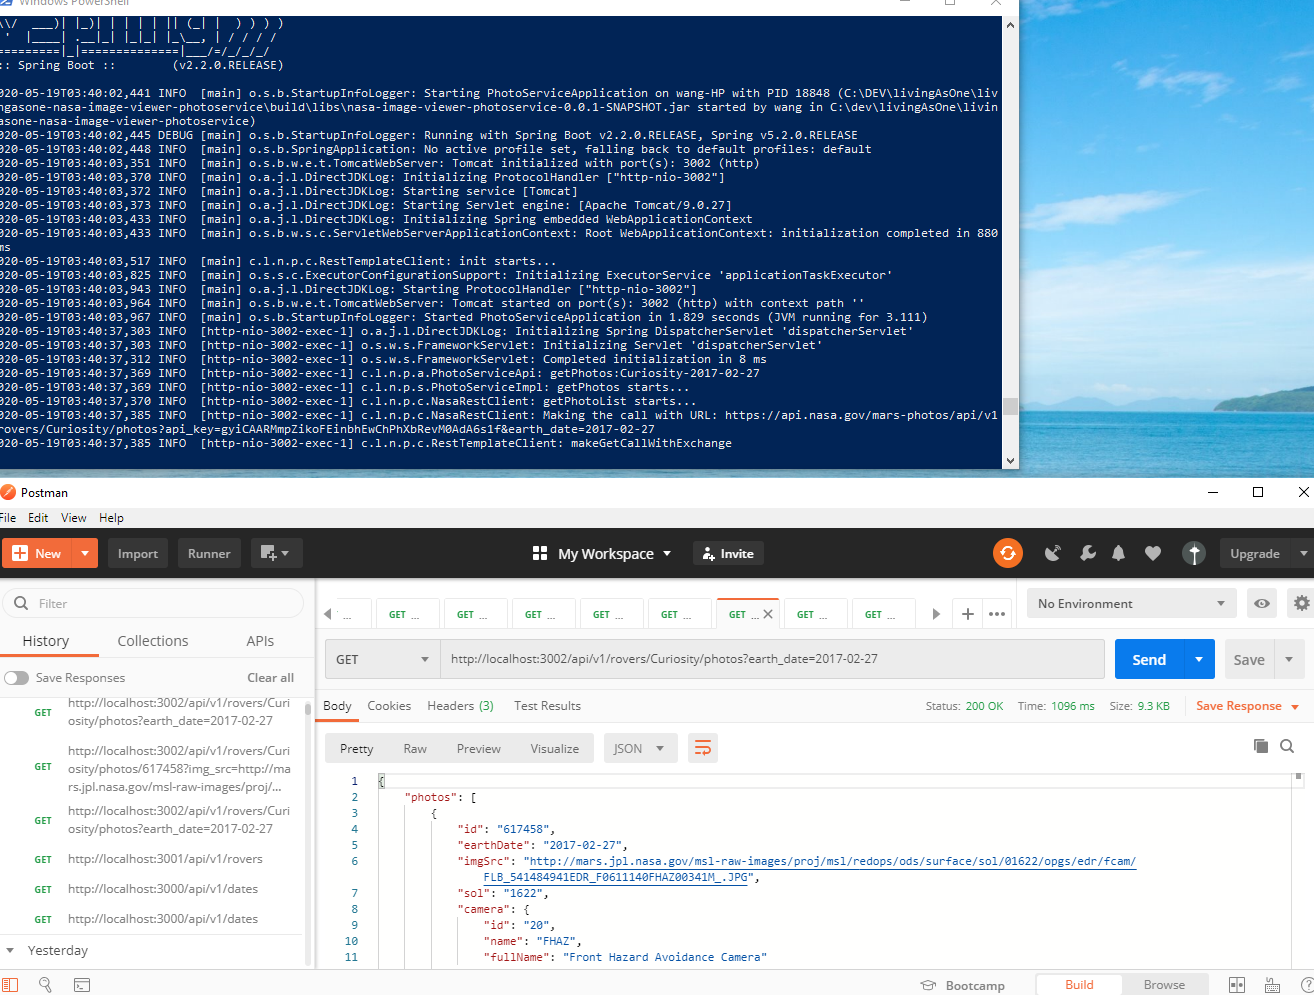 Windows PowerShell
:: Spring Boot ::        (v2.2.0.RELEASE)
020-05-19T03:40:02,441 INFO  [main] o.s.b.StartupInfoLogger: Starting PhotoServiceApplication on wang-HP with PID 18848 (C:\DEV\livingAsOne\liv
ngasone-nasa-image-viewer-photoservice\build\libs\nasa-image-viewer-photoservice-0.0.1-SNAPSHOT.jar started by wang in C:\dev\livingAsOne\livin
asone-nasa-image-viewer-photoservice)
020-05-19T03:40:02,445 DEBUG [main] o.s.b.StartupInfoLogger: Running with Spring Boot v2.2.0.RELEASE, Spring v5.2.0.RELEASE
020-05-19T03:40:02,448 INFO  [main] o.s.b.SpringApplication: No active profile set, falling back to default profiles: default
020-05-19T03:40:03,351 INFO  [main] o.s.b.w.e.t.TomcatWebServer: Tomcat initialized with port(s): 3002 (http)
020-05-19T03:40:03,370 INFO  [main] o.a.j.l.DirectJDKLog: Initializing ProtocolHandler ["http-nio-3002"]
020-05-19T03:40:03,372 INFO  [main] o.a.j.l.DirectJDKLog: Starting service [Tomcat]
020-05-19T03:40:03,373 INFO  [main] o.a.j.l.DirectJDKLog: Starting Servlet engine: [Apache Tomcat/9.0.27]
020-05-19T03:40:03,433 INFO  [main] o.a.j.l.DirectJDKLog: Initializing Spring embedded WebApplicationContext
020-05-19T03:40:03,433 INFO  [main] o.s.b.w.s.c.ServletWebServerApplicationContext: Root WebApplicationContext: initialization completed in 880
ms
020-05-19T03:40:03,517 INFO  [main] c.l.n.p.c.RestTemplateClient: init starts...
020-05-19T03:40:03,825 INFO  [main] o.s.s.c.ExecutorConfigurationSupport: Initializing ExecutorService 'applicationTaskExecutor'
020-05-19T03:40:03,943 INFO  [main] o.a.j.l.DirectJDKLog: Starting ProtocolHandler ["http-nio-3002"]
020-05-19T03:40:03,964 INFO  [main] o.s.b.w.e.t.TomcatWebServer: Tomcat started on port(s): 3002 (http) with context path ''
020-05-19T03:40:03,967 INFO  [main] o.s.b.StartupInfoLogger: Started PhotoServiceApplication in 1.829 seconds (JVM running for 3.111)
020-05-19T03:40:37,303 INFO  [http-nio-3002-exec-1] o.a.j.l.DirectJDKLog: Initializing Spring DispatcherServlet 'dispatcherServlet'
020-05-19T03:40:37,303 INFO  [http-nio-3002-exec-1] o.s.w.s.FrameworkServlet: Initializing Servlet 'dispatcherServlet'
020-05-19T03:40:37,312 INFO  [http-nio-3002-exec-1] o.s.w.s.FrameworkServlet: Completed initialization in 8 ms
020-05-19T03:40:37,369 INFO  [http-nio-3002-exec-1] c.l.n.p.a.PhotoServiceApi: getPhotos:Curiosity-2017-02-27
020-05-19T03:40:37,369 INFO  [http-nio-3002-exec-1] c.l.n.p.s.PhotoServiceImpl: getPhotos starts...
020-05-19T03:40:37,370 INFO  [http-nio-3002-exec-1] c.l.n.p.c.NasaRestClient: getPhotoList starts...
020-05-19T03:40:37,385 INFO  [http-nio-3002-exec-1] c.l.n.p.c.NasaRestClient: Making the call with URL: https://api.nasa.gov/mars-photos/api/v1
rovers/Curiosity/photos?api_key=gyiCAARMmpZikoFEinbhEwChPhXbRevM0AdA6s1f&earth_date=2017-02-27
020-05-19T03:40:37,385 INFO  [http-nio-3002-exec-1] c.l.n.p.c.RestTemplateClient: makeGetCallWithExchange
Postman
File Edit View Help
New Import Runner My Workspace Invite Upgrade
Filter
History Collections APIs
Save Responses Clear all
GET http://localhost:3002/api/v1/rovers/Curi
osity/photos?earth_date=2017-02-27
GET http://localhost:3002/api/v1/rovers/Curi
osity/photos/617458?img_src=http://ma
rs.jpl.nasa.gov/msl-raw-images/proj/...
GET http://localhost:3002/api/v1/rovers/Curi
osity/photos?earth_date=2017-02-27
GET http://localhost:3001/api/v1/rovers
GET http://localhost:3000/api/v1/dates
GET http://localhost:3000/api/v1/dates
Yesterday
... GET ... GET ... GET ... GET ... GET ... GET ... GET ... GET ...
No Environment
GET http://localhost:3002/api/v1/rovers/Curiosity/photos?earth_date=2017-02-27 Send Save
Body Cookies Headers (3) Test Results Status: 200 OK Time: 1096 ms Size: 9.3 KB Save Response
Pretty Raw Preview Visualize JSON
1 {
2 "photos": [
3 {
4 "id": "617458",
5 "earthDate": "2017-02-27",
6 "imgSrc": "http://mars.jpl.nasa.gov/msl-raw-images/proj/msl/redops/ods/surface/sol/01622/opgs/edr/fcam/
FLB_541484941EDR_F0611140FHAZ00341M_.JPG",
7 "sol": "1622",
8 "camera": {
9 "id": "20",
10 "name": "FHAZ",
11 "fullName": "Front Hazard Avoidance Camera"
Bootcamp Build Browse